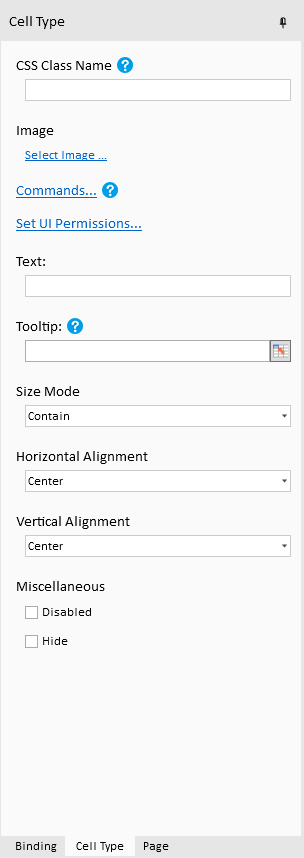 Cell Type
CSS Class Name ?
Image
Select Image ...
Commands... ?
Set UI Permissions...
Text:
Tooltip: ?
Size Mode
Contain
Horizontal Alignment
Center
Vertical Alignment
Center
Miscellaneous
Disabled
Hide
Binding Cell Type Page